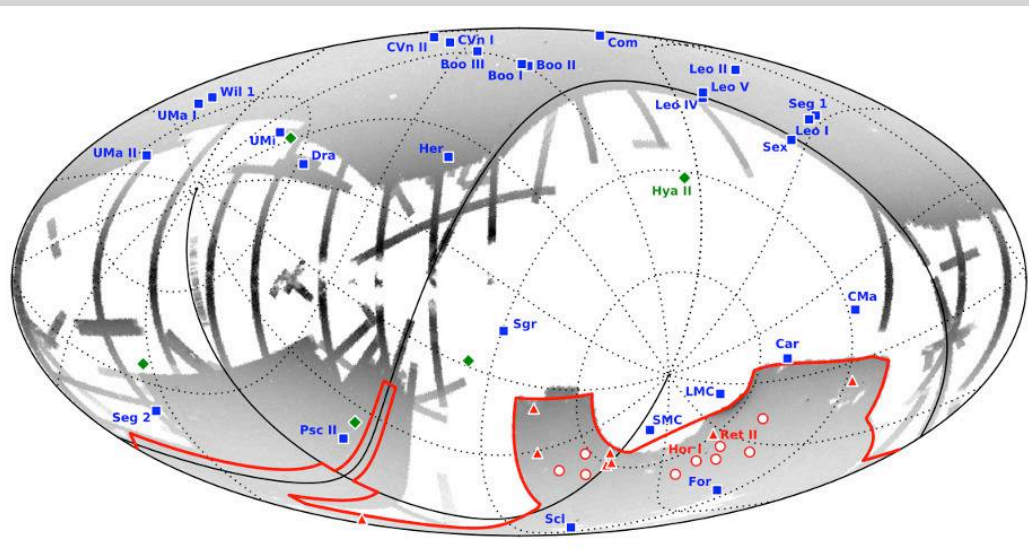 CVn II
CVn I
Com
Boo III
Boo I
Boo II
Leo II
Leo V
Leo IV
Wil 1
UMa I
Seg 1
Leo I
UMi
Sex
UMa II
Dra
Her
Hya II
CMa
Sgr
Car
LMC
Seg 2
Psc II
SMC
Ret II
Hor I
For
Scl